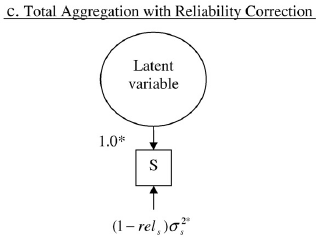 c. Total Aggregation with Reliability Correction
Latent
variable
1.0*
S
(1 − rel_s)σ_s^2*